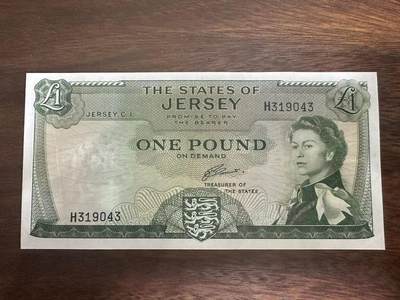 £1
THE STATES OF
JERSEY
H319043
£1
JERSEY, C.I.
PROMISE TO PAY
THE BEARER
ONE POUND
ON DEMAND
TREASURER OF
THE STATES
H319043